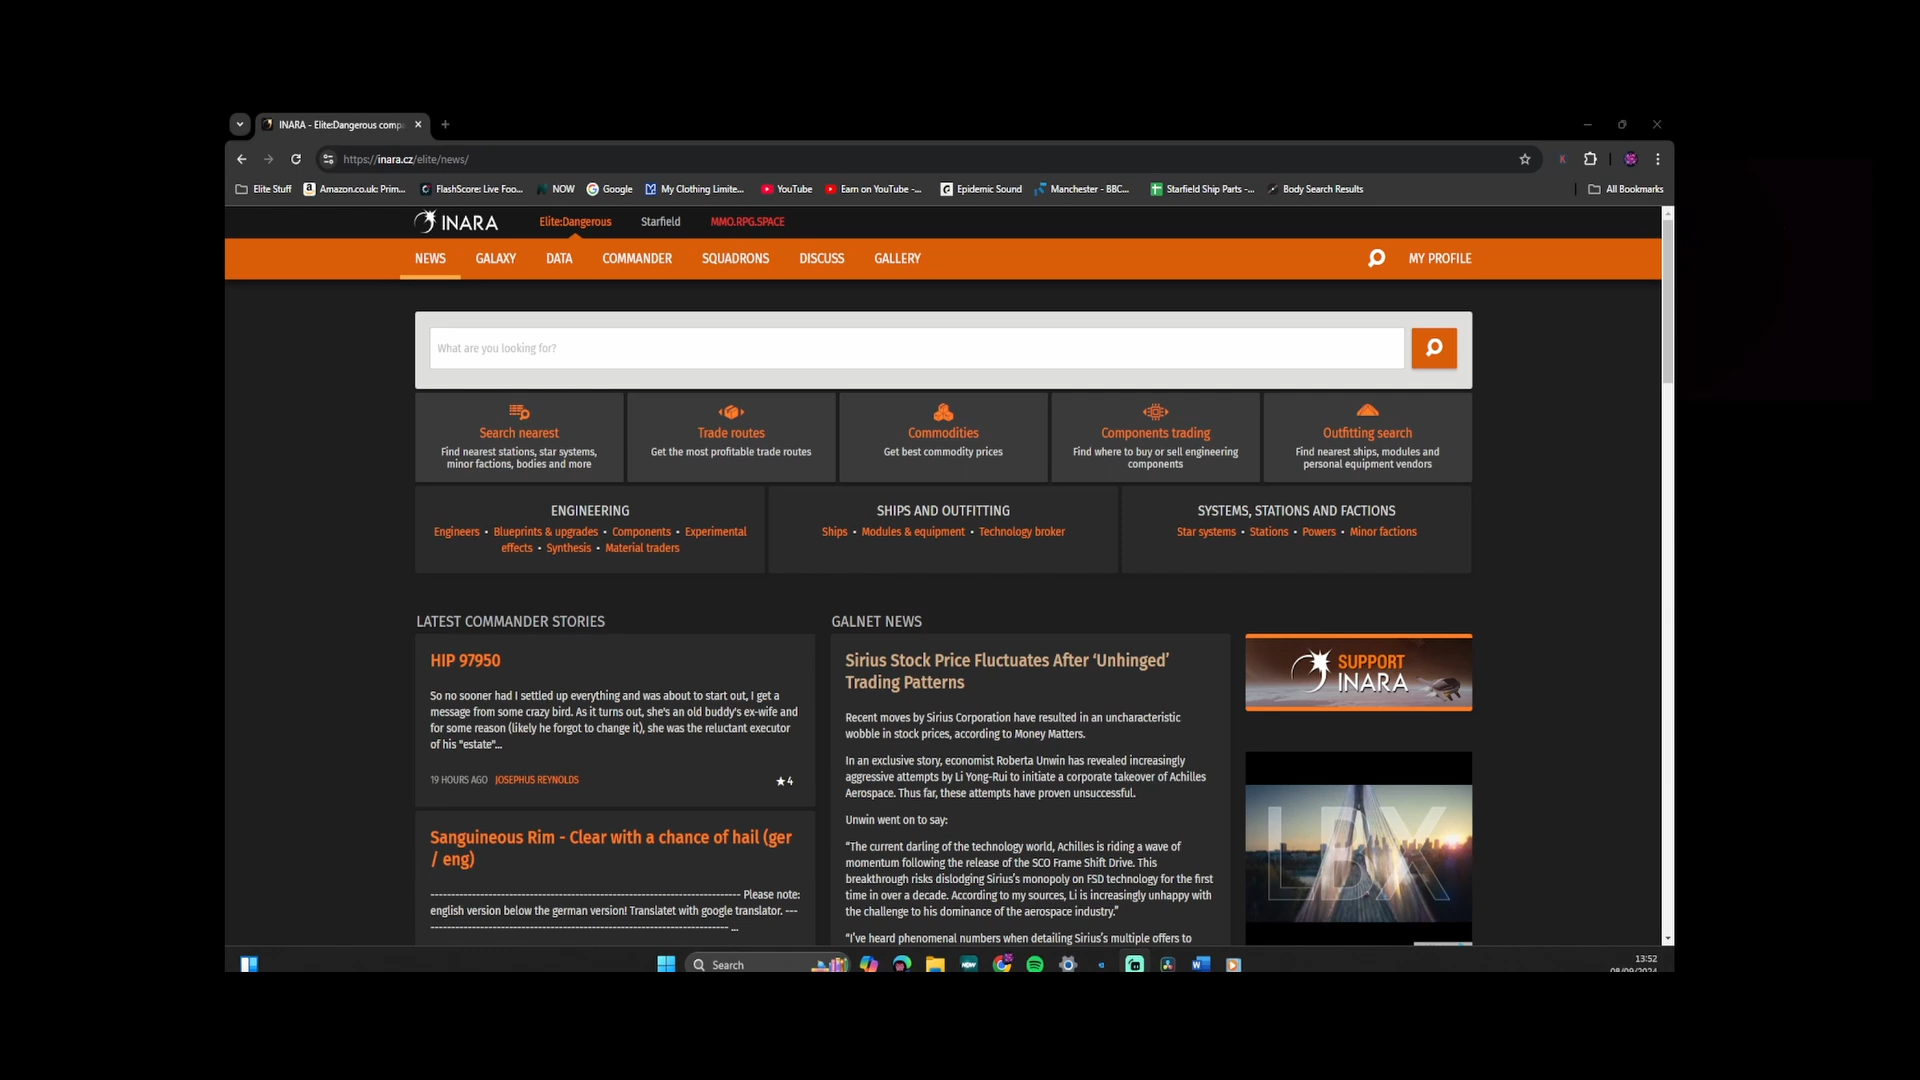 INARA - Elite:Dangerous comp
https://inara.cz/elite/news/
Elite Stuff
Amazon.co.uk: Prim...
FlashScore: Live Foo...
NOW
Google
My Clothing Limite...
YouTube
Earn on YouTube -...
Epidemic Sound
Manchester - BBC...
Starfield Ship Parts -...
Body Search Results
All Bookmarks
INARA
Elite:Dangerous
Starfield
MMO.RPG.SPACE
NEWS
GALAXY
DATA
COMMANDER
SQUADRONS
DISCUSS
GALLERY
MY PROFILE
What are you looking for?
Search nearest
Find nearest stations, star systems,
minor factions, bodies and more
Trade routes
Get the most profitable trade routes
Commodities
Get best commodity prices
Components trading
Find where to buy or sell engineering
components
Outfitting search
Find nearest ships, modules and
personal equipment vendors
ENGINEERING
Engineers • Blueprints & upgrades • Components • Experimental
effects • Synthesis • Material traders
SHIPS AND OUTFITTING
Ships • Modules & equipment • Technology broker
SYSTEMS, STATIONS AND FACTIONS
Star systems • Stations • Powers • Minor factions
LATEST COMMANDER STORIES
HIP 97950
So no sooner had I settled up everything and was about to start out, I get a
message from some crazy bird. As it turns out, she's an old buddy's ex-wife and
for some reason (likely he forgot to change it), she was the reluctant executor
of his "estate"...
19 HOURS AGO JOSEPHUS REYNOLDS
★4
Sanguineous Rim - Clear with a chance of hail (ger
/ eng)
-------------------------------------------------------------------------- Please note:
english version below the german version! Translatet with google translator. ---
----------------------------------------------------------------------- ...
GALNET NEWS
Sirius Stock Price Fluctuates After ‘Unhinged’
Trading Patterns
Recent moves by Sirius Corporation have resulted in an uncharacteristic
wobble in stock prices, according to Money Matters.
In an exclusive story, economist Roberta Unwin has revealed increasingly
aggressive attempts by Li Yong-Rui to initiate a corporate takeover of Achilles
Aerospace. Thus far, these attempts have proven unsuccessful.
Unwin went on to say:
“The current darling of the technology world, Achilles is riding a wave of
momentum following the release of the SCO Frame Shift Drive. This
breakthrough risks dislodging Sirius’s monopoly on FSD technology for the first
time in over a decade. According to my sources, Li is increasingly unhappy with
the challenge to his dominance of the aerospace industry.”
“I’ve heard phenomenal numbers when detailing Sirius’s multiple offers to
SUPPORT
INARA
LBX
Search
NOW
13:52
08/09/2024